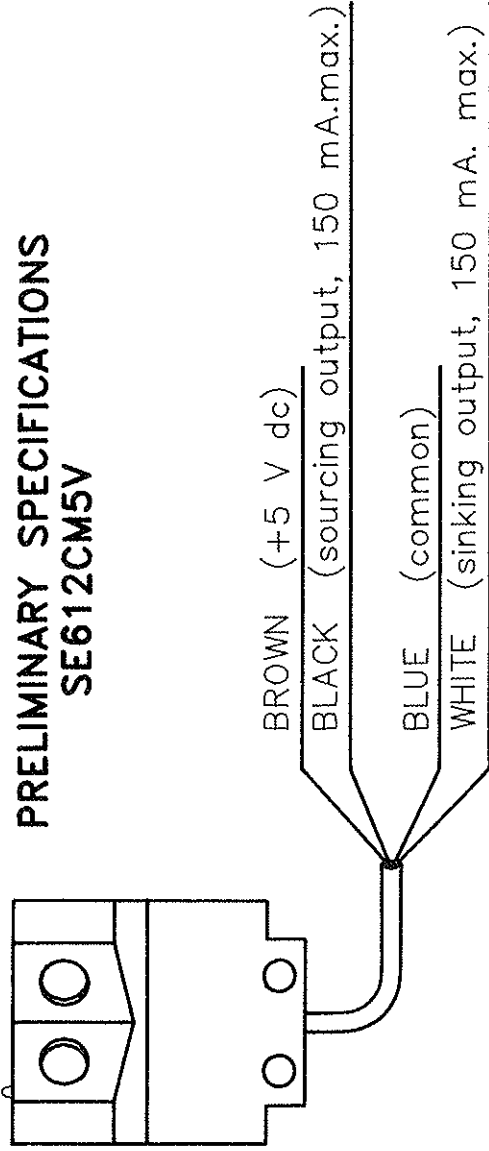 PRELIMINARY SPECIFICATIONS
SE612CM5V
BROWN (+5 V dc)
BLACK (sourcing output, 150 mA.max.)
BLUE (common)
WHITE (sinking output, 150 mA. max.)